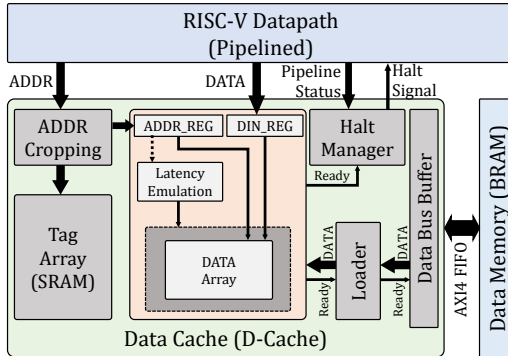 RISC-V Datapath
(Pipelined)
ADDR
DATA
Pipeline
Status
Halt
Signal
ADDR
Cropping
ADDR_REG
DIN_REG
Halt
Manager
Latency
Emulation
Ready
Tag
Array
(SRAM)
DATA
Array
DATA
Ready
Loader
DATA
Ready
Data Bus Buffer
AXI4 FIFO
Data Memory (BRAM)
Data Cache (D-Cache)